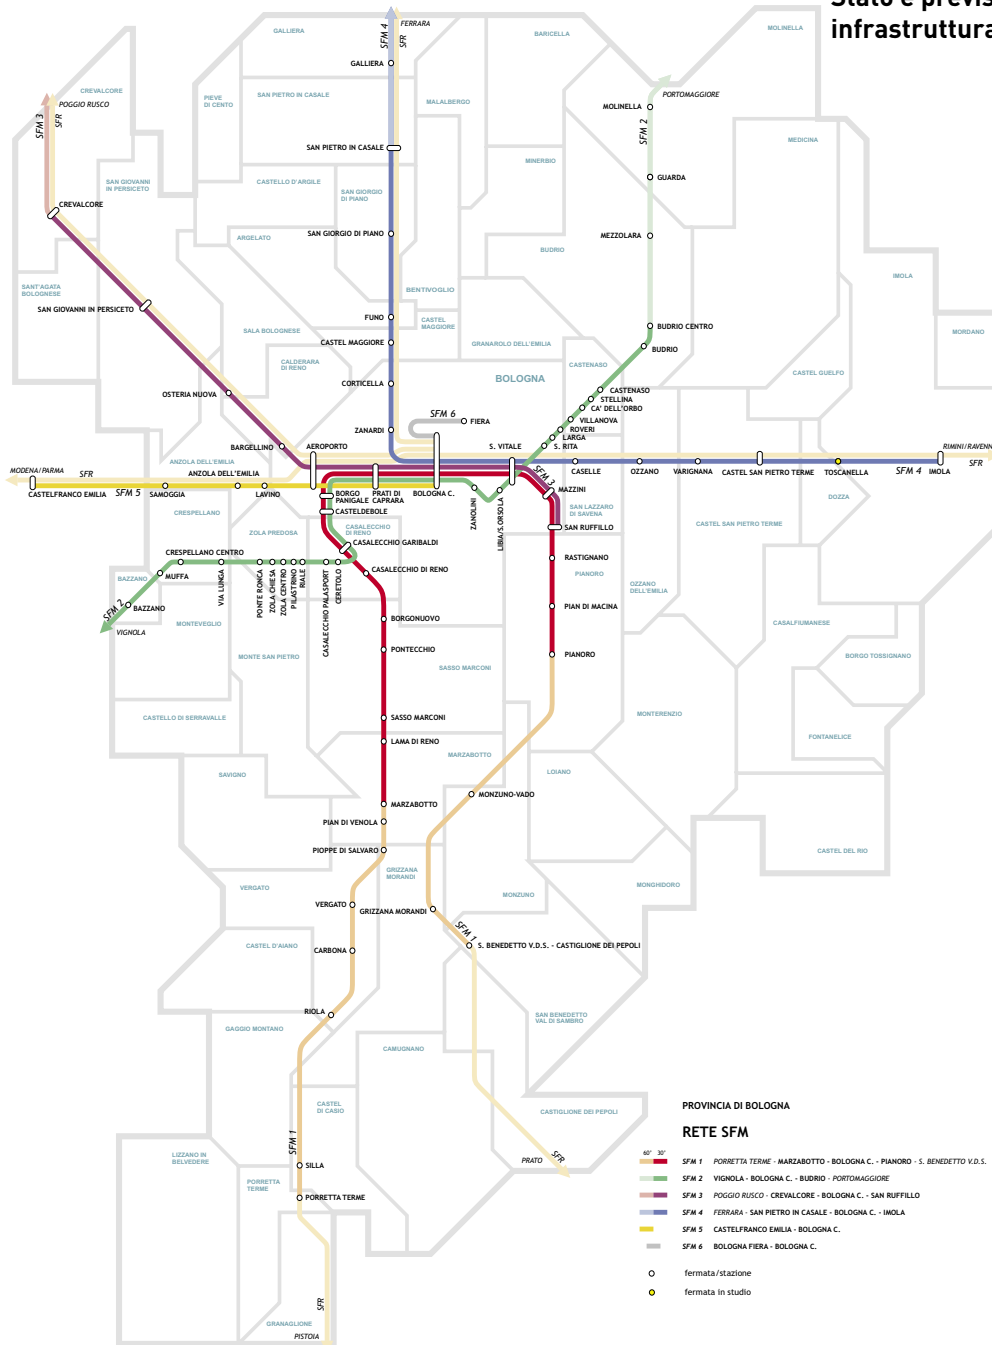 Stato e previs
infrastruttura
FERRARA
SFM 4
SFR
GALLIERA
GALLIERA
BARICELLA
MOLINELLA
CREVALCORE
POGGIO RUSCO
SFM 3
SFR
PIEVE
DI CENTO
SAN PIETRO IN CASALE
MALALBERGO
MOLINELLA
PORTOMAGGIORE
SFM 2
SAN PIETRO IN CASALE
MEDICINA
MINERBIO
GUARDA
SAN GIOVANNI
IN PERSICETO
CASTELLO D'ARGILE
SAN GIORGIO
DI PIANO
CREVALCORE
SAN GIORGIO DI PIANO
MEZZOLARA
ARGELATO
BUDRIO
IMOLA
SANT'AGATA
BOLOGNESE
BENTIVOGLIO
SAN GIOVANNI IN PERSICETO
FUNO
CASTEL
MAGGIORE
BUDRIO CENTRO
SALA BOLOGNESE
MORDANO
CASTEL MAGGIORE
GRANAROLO DELL'EMILIA
BUDRIO
CALDERARA
DI RENO
CASTENASO
CASTEL GUELFO
CORTICELLA
BOLOGNA
OSTERIA NUOVA
CASTENASO
STELLINA
CA' DELL'ORBO
SFM 6
FIERA
VILLANOVA
ZANARDI
ROVERI
LARGA
S. RITA
BARGELLINO
AEROPORTO
S. VITALE
RIMINI/RAVENN
SFR
ANZOLA DELL'EMILIA
MODENA/PARMA
SFR
ANZOLA DELL'EMILIA
CASELLE
OZZANO
VARIGNANA
CASTEL SAN PIETRO TERME
TOSCANELLA
SFM 4
IMOLA
SFM 3
CASTELFRANCO EMILIA
SFM 5
SAMOGGIA
LAVINO
BORGO
PANIGALE
PRATI DI
CAPRARA
BOLOGNA C.
MAZZINI
ZANOLINI
LIBIA/S.ORSOLA
DOZZA
CASTELDEBOLE
SAN LAZZARO
DI SAVENA
CRESPELLANO
SAN RUFFILLO
CASTEL SAN PIETRO TERME
ZOLA PREDOSA
CASALECCHIO
DI RENO
CASALECCHIO GARIBALDI
CRESPELLANO CENTRO
RASTIGNANO
CASALECCHIO DI RENO
PIANORO
BAZZANO
MUFFA
VIA LUNGA
PONTE RONCA
ZOLA CHIESA
ZOLA CENTRO
PILASTRINO
RIALE
CASALECCHIO PALASPORT
CERETOLO
OZZANO
DELL'EMILIA
SFM 2
BAZZANO
VIGNOLA
MONTEVEGLIO
BORGONUOVO
PIAN DI MACINA
CASALFIUMANESE
PONTECCHIO
PIANORO
MONTE SAN PIETRO
SASSO MARCONI
BORGO TOSSIGNANO
CASTELLO DI SERRAVALLE
SASSO MARCONI
MONTERENZIO
FONTANELICE
LAMA DI RENO
MARZABOTTO
SAVIGNO
LOIANO
MONZUNO-VADO
MARZABOTTO
PIAN DI VENOLA
PIOPPE DI SALVARO
CASTEL DEL RIO
GRIZZANA
MORANDI
VERGATO
MONZUNO
MONGHIDORO
VERGATO
GRIZZANA MORANDI
SFM 1
CASTEL D'AIANO
CARBONA
S. BENEDETTO V.D.S. - CASTIGLIONE DEI PEPOLI
RIOLA
SAN BENEDETTO
VAL DI SAMBRO
GAGGIO MONTANO
CAMUGNANO
CASTEL
DI CASIO
CASTIGLIONE DEI PEPOLI
SFM 1
LIZZANO IN
BELVEDERE
PRATO
SFR
SILLA
PORRETTA
TERME
PORRETTA TERME
SFR
GRANAGLIONE
PISTOIA
PROVINCIA DI BOLOGNA
RETE SFM
60' 30'
SFM 1 PORRETTA TERME - MARZABOTTO - BOLOGNA C. - PIANORO - S. BENEDETTO V.D.S.
SFM 2 VIGNOLA - BOLOGNA C. - BUDRIO - PORTOMAGGIORE
SFM 3 POGGIO RUSCO - CREVALCORE - BOLOGNA C. - SAN RUFFILLO
SFM 4 FERRARA - SAN PIETRO IN CASALE - BOLOGNA C. - IMOLA
SFM 5 CASTELFRANCO EMILIA - BOLOGNA C.
SFM 6 BOLOGNA FIERA - BOLOGNA C.
fermata/stazione
fermata in studio